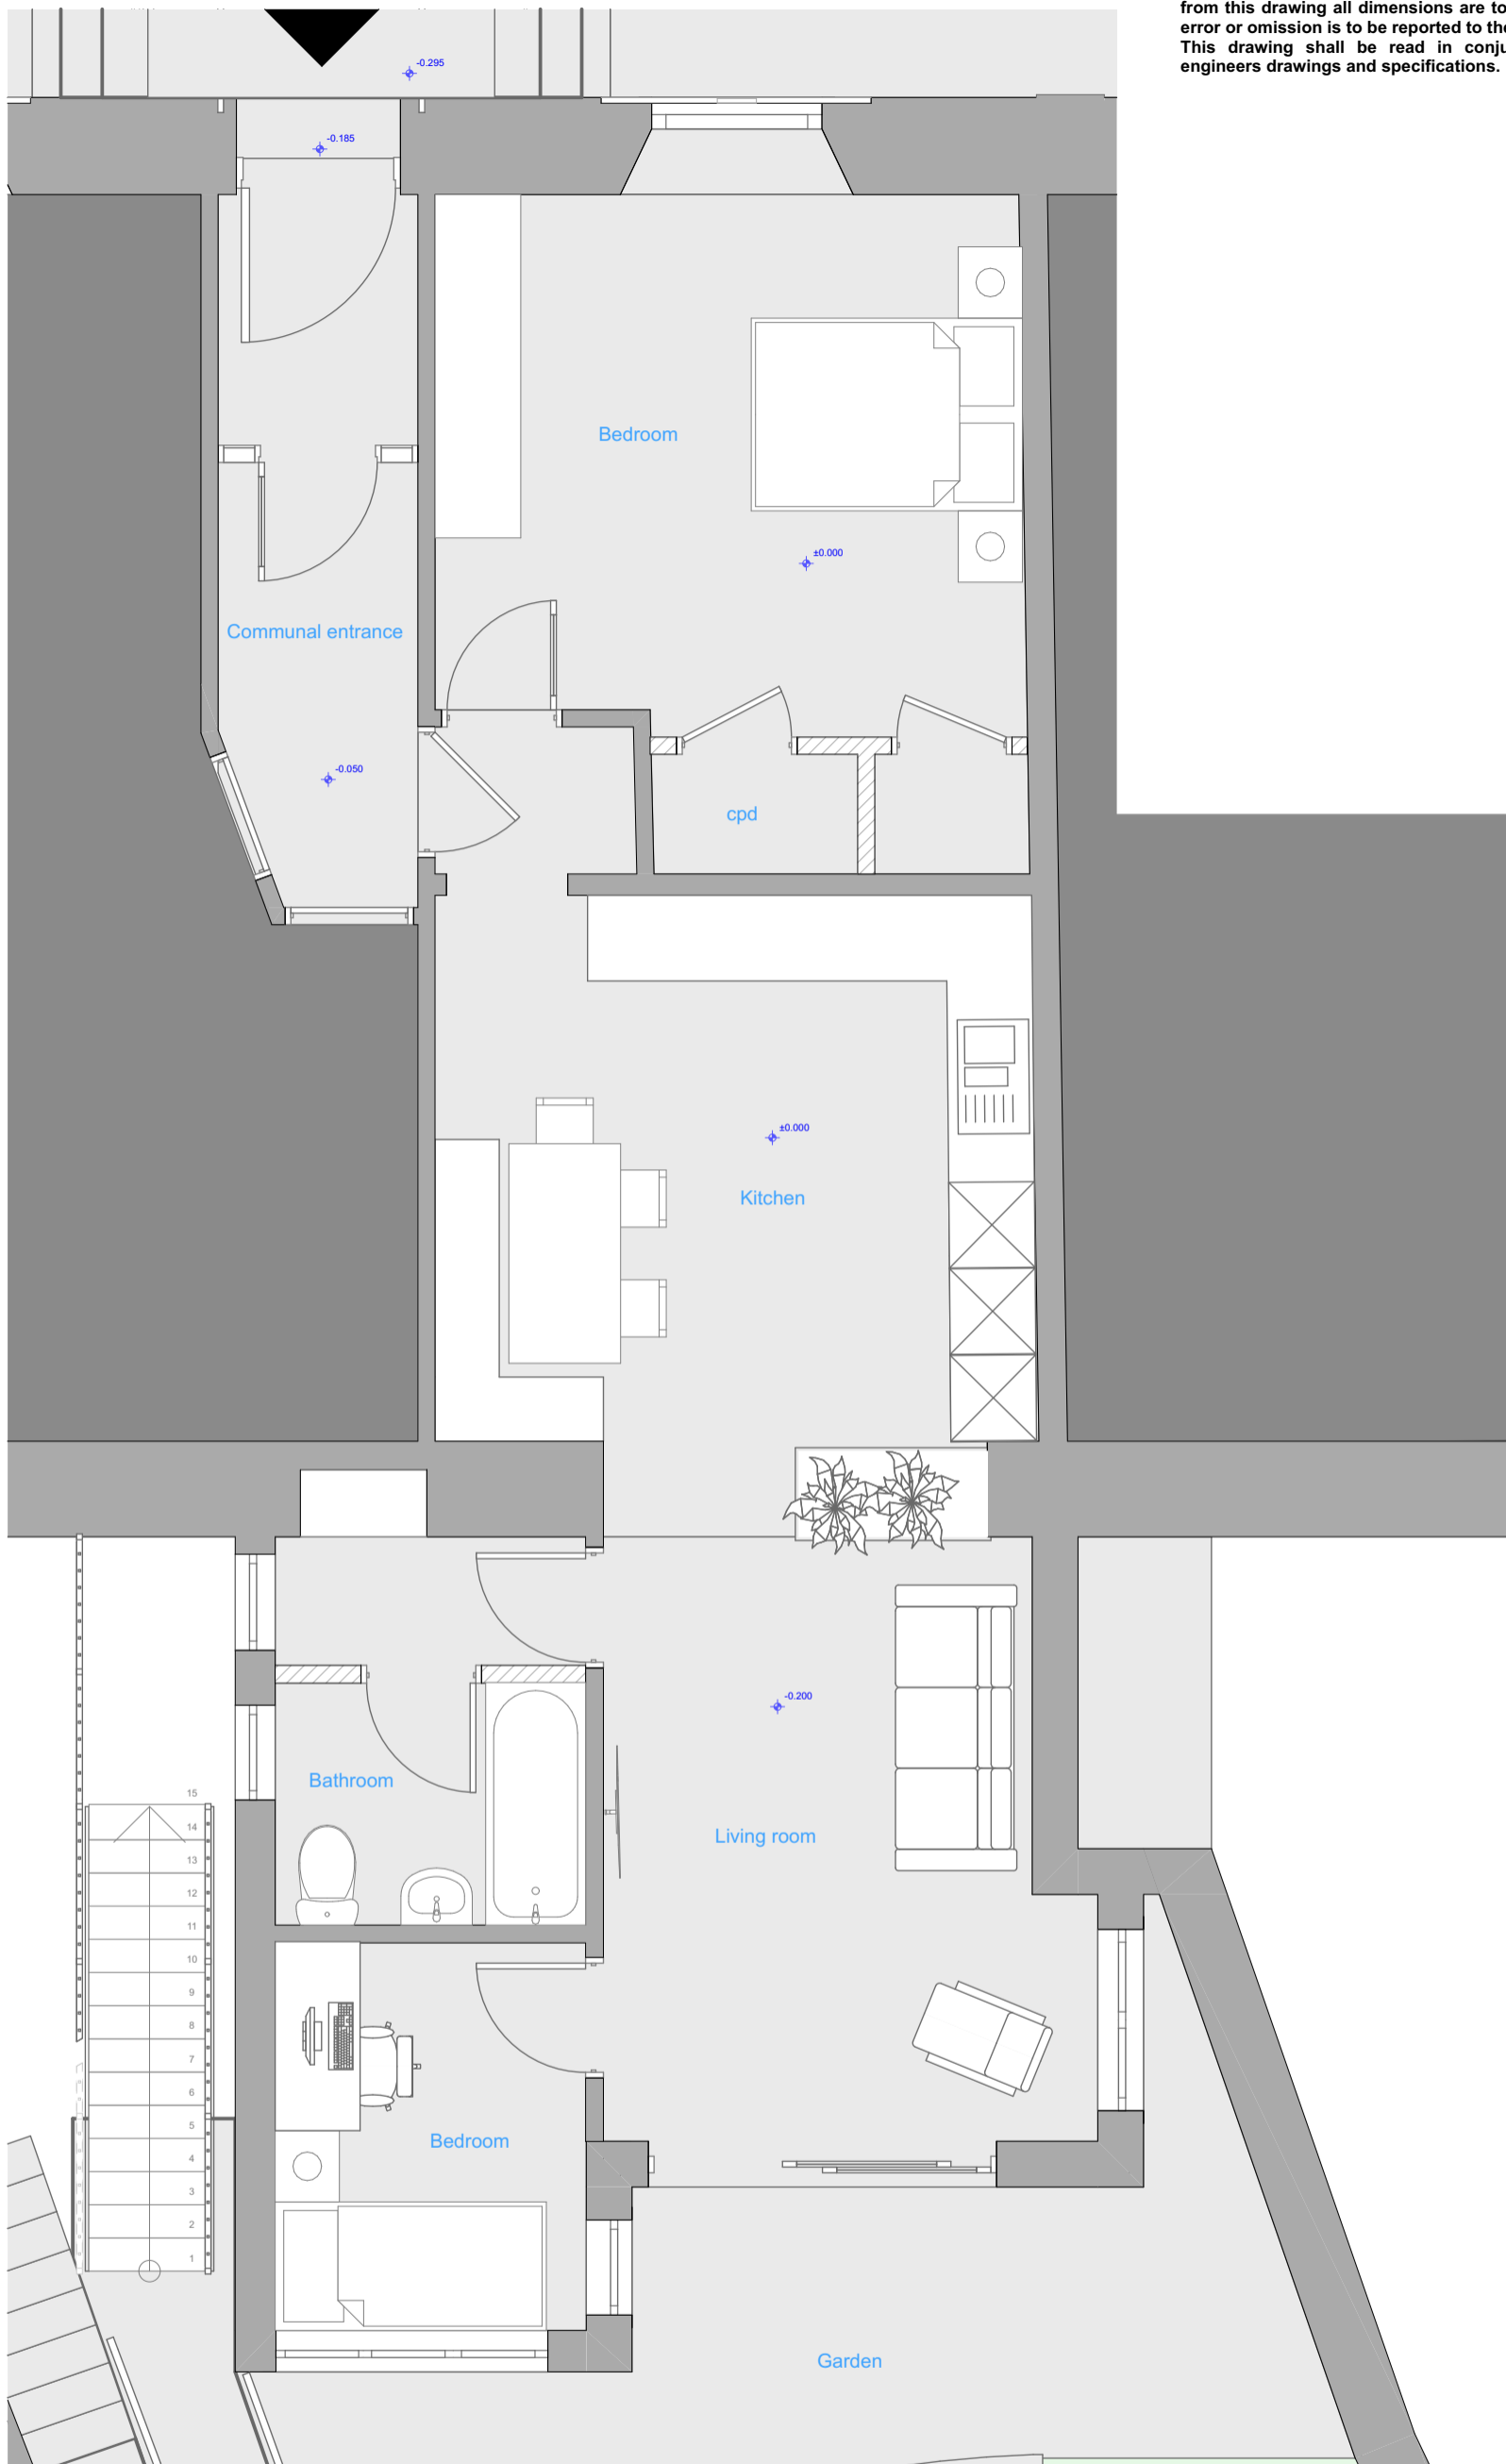 from this drawing all dimensions are to
error or omission is to be reported to the
This drawing shall be read in conju
engineers drawings and specifications.
-0.295
-0.185
Bedroom
±0.000
Communal entrance
-0.050
cpd
±0.000
Kitchen
-0.200
Bathroom
15
14
Living room
13
12
11
10
9
8
7
6
5
Bedroom
4
3
2
1
Garden